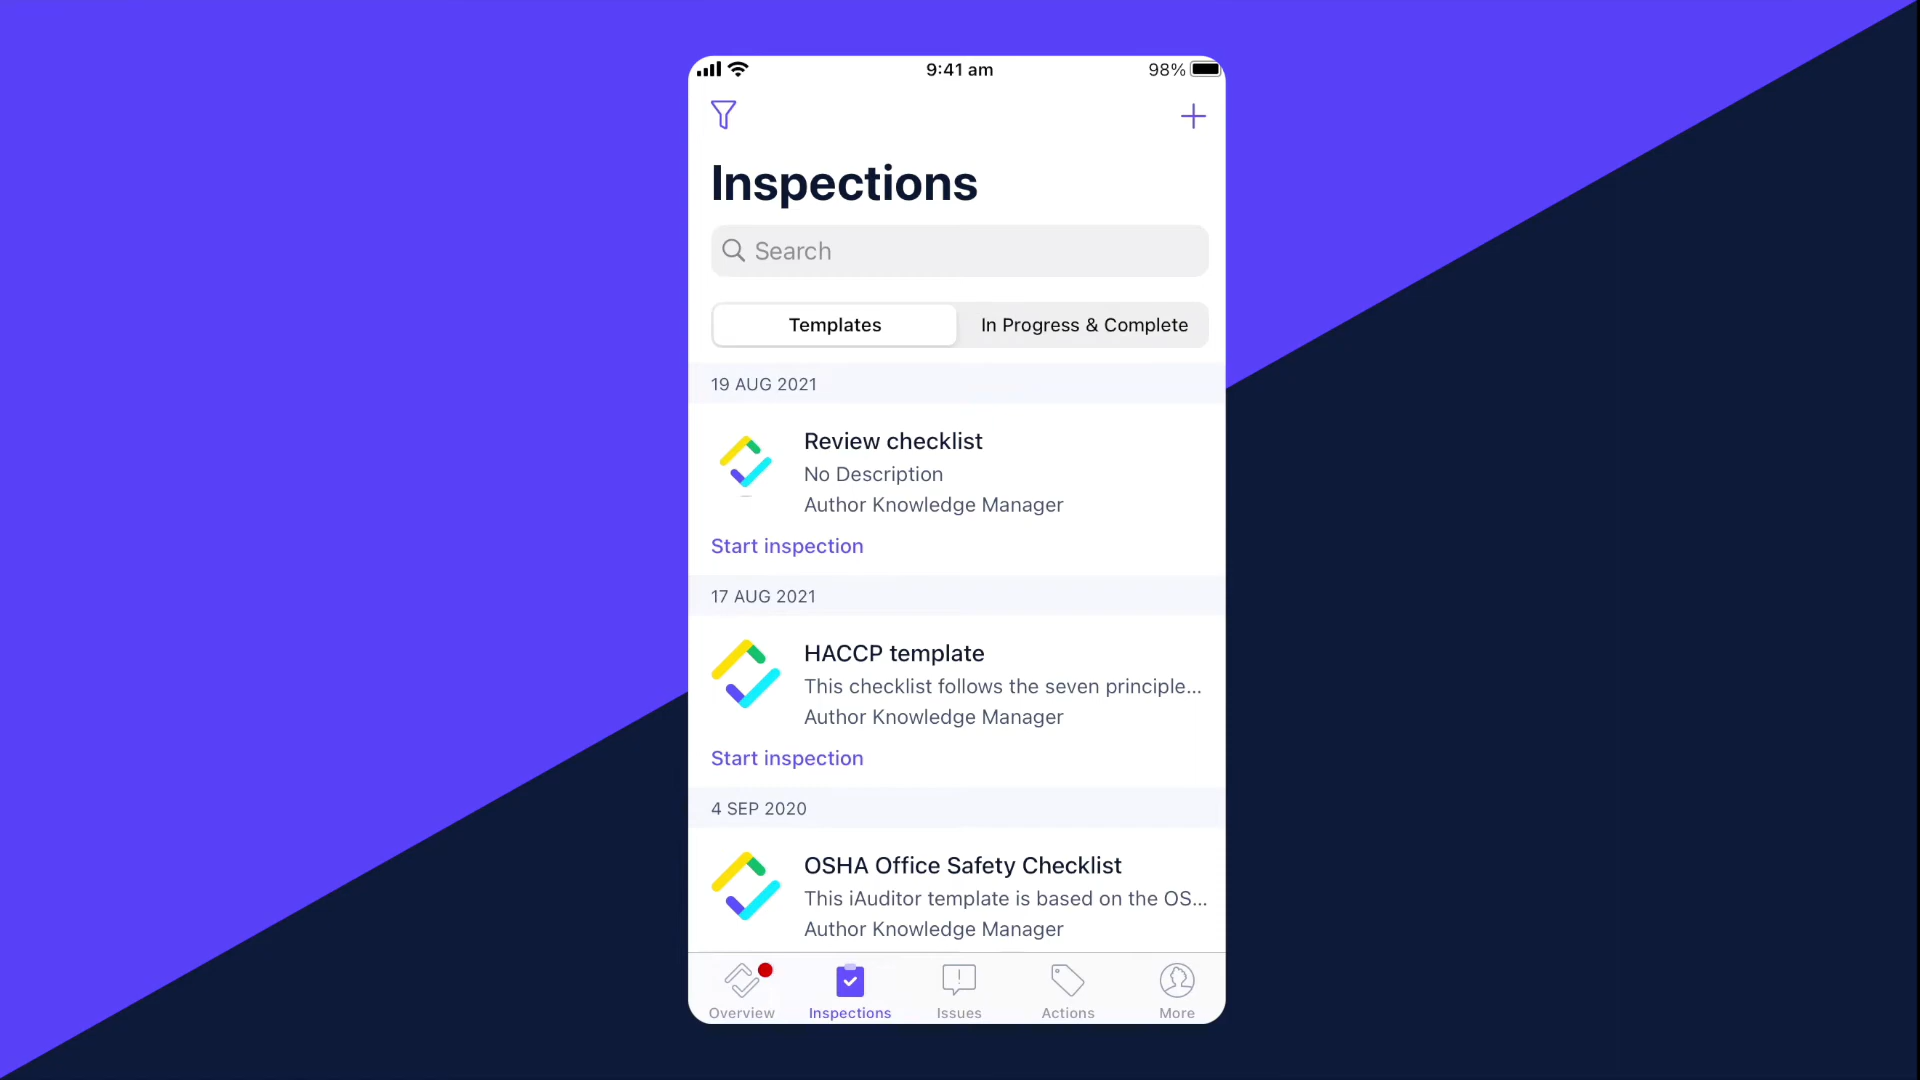 9:41 am
98%
Inspections
Search
Templates
In Progress & Complete
19 AUG 2021
Review checklist
No Description
Author Knowledge Manager
Start inspection
17 AUG 2021
HACCP template
This checklist follows the seven principle...
Author Knowledge Manager
Start inspection
4 SEP 2020
OSHA Office Safety Checklist
This iAuditor template is based on the OS...
Author Knowledge Manager
Overview
Inspections
Issues
Actions
More